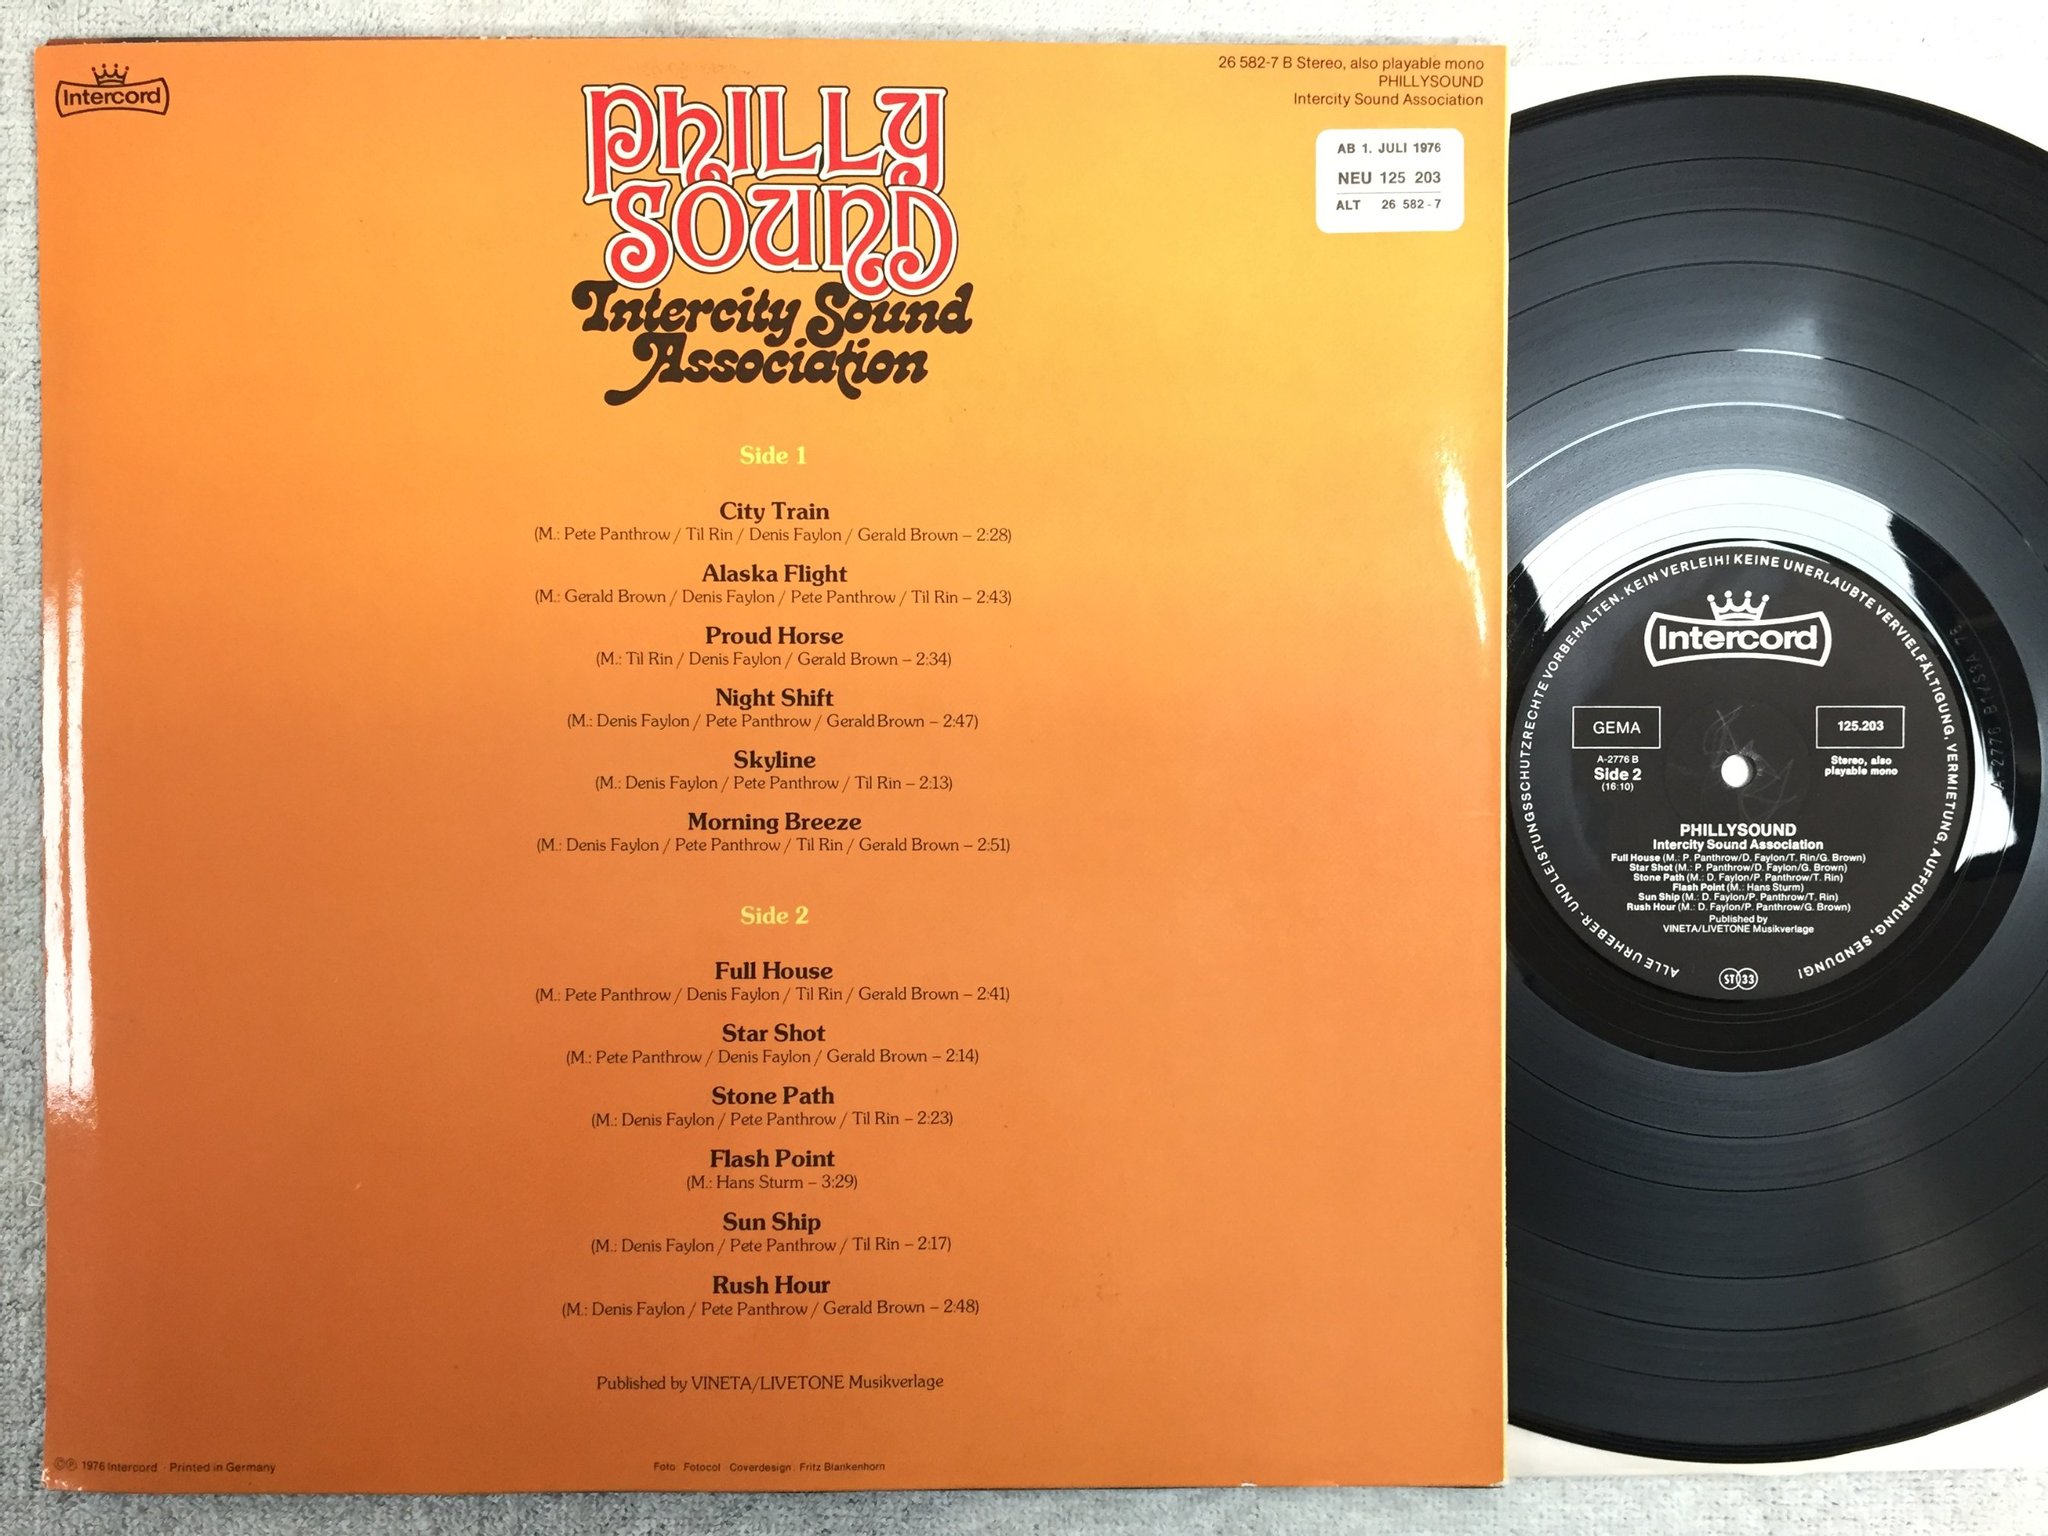 Intercord
26 582-7 B Stereo, also playable mono
PHILLYSOUND
Intercity Sound Association
AB 1. JULI 1976
NEU 125 203
ALT 26 582-7
PHILLY
SOUND
Intercity Sound
Association
Side 1
City Train
(M.: Pete Panthrow / Til Rin / Denis Faylon / Gerald Brown – 2:28)
Alaska Flight
(M.: Gerald Brown / Denis Faylon / Pete Panthrow / Til Rin – 2:43)
Proud Horse
(M.: Til Rin / Denis Faylon / Gerald Brown – 2:34)
Night Shift
(M.: Denis Faylon / Pete Panthrow / Gerald Brown – 2:47)
Skyline
(M.: Denis Faylon / Pete Panthrow / Til Rin – 2:13)
Morning Breeze
(M.: Denis Faylon / Pete Panthrow / Til Rin / Gerald Brown – 2:51)
Side 2
Full House
(M.: Pete Panthrow / Denis Faylon / Til Rin / Gerald Brown – 2:41)
Star Shot
(M.: Pete Panthrow / Denis Faylon / Gerald Brown – 2:14)
Stone Path
(M.: Denis Faylon / Pete Panthrow / Til Rin – 2:23)
Flash Point
(M.: Hans Sturm – 3:29)
Sun Ship
(M.: Denis Faylon / Pete Panthrow / Til Rin – 2:17)
Rush Hour
(M.: Denis Faylon / Pete Panthrow / Gerald Brown – 2:48)
Published by VINETA/LIVETONE Musikverlage
©℗ 1976 Intercord · Printed in Germany
Foto: Fotocol Coverdesign: Fritz Blankenhorn
ALLE URHEBER- UND LEISTUNGSSCHUTZRECHTE VORBEHALTEN. KEIN VERLEIH! KEINE UNERLAUBTE VERVIELFÄLTIGUNG, VERMIETUNG, AUFFÜHRUNG, SENDUNG!
Intercord
GEMA
125.203
A-2776 B
Side 2
(16:10)
Stereo, also
playable mono
PHILLYSOUND
Intercity Sound Association
Full House (M.: P. Panthrow/D. Faylon/T. Rin/G. Brown)
Star Shot (M.: P. Panthrow/D. Faylon/G. Brown)
Stone Path (M.: D. Faylon/P. Panthrow/T. Rin)
Flash Point (M.: Hans Sturm)
Sun Ship (M.: D. Faylon/P. Panthrow/T. Rin)
Rush Hour (M.: D. Faylon/P. Panthrow/G. Brown)
Published by
VINETA/LIVETONE Musikverlage
ST 33
A-2776